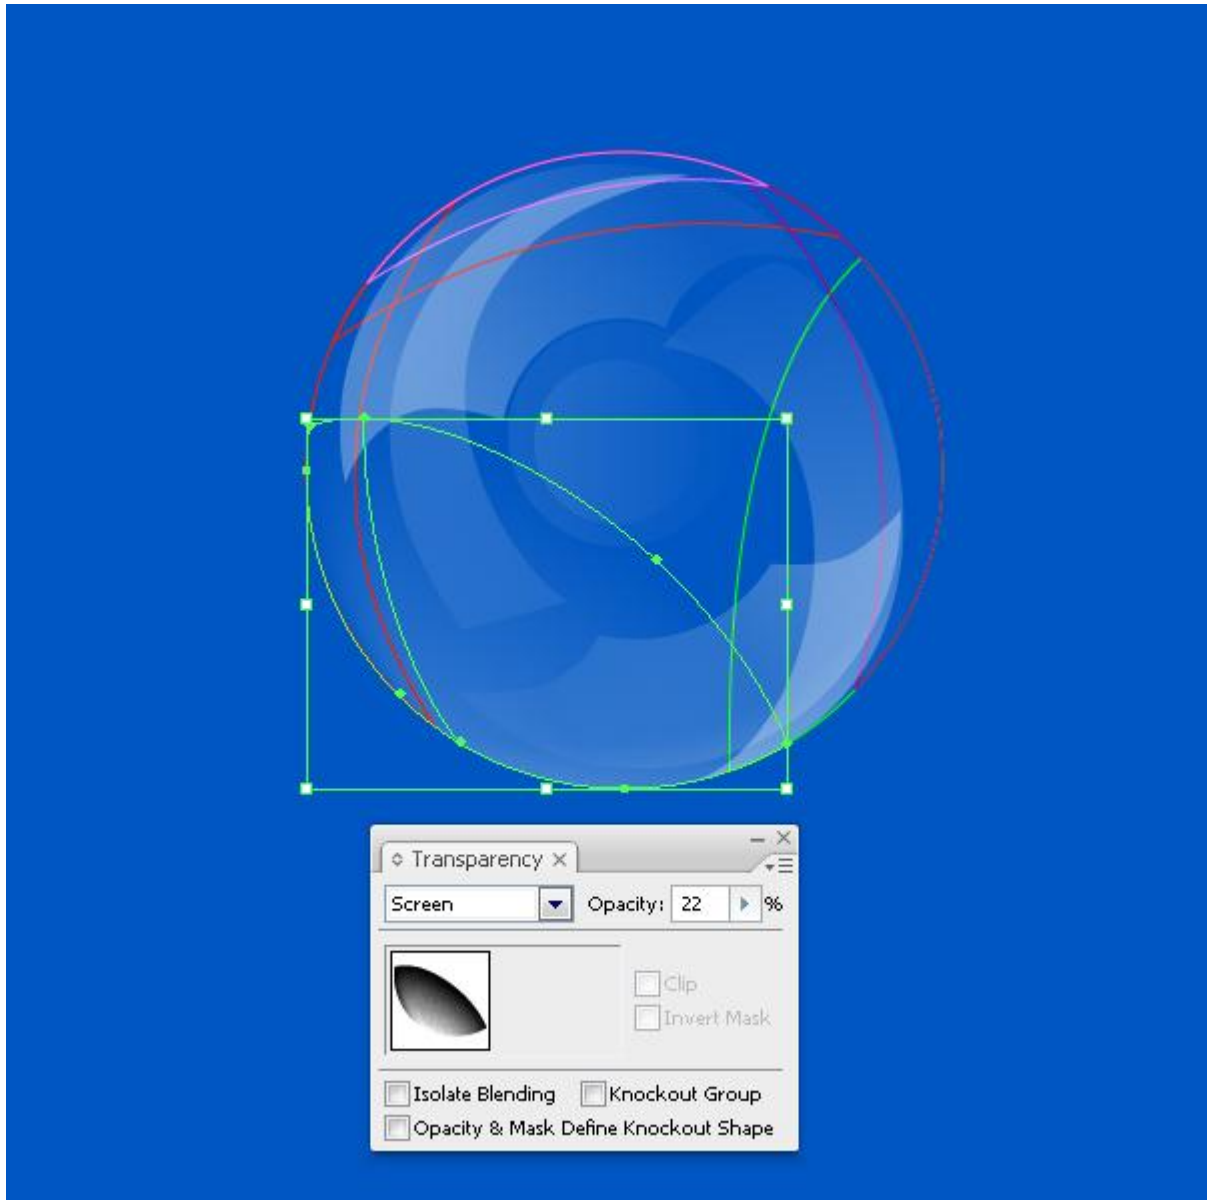 Transparency
Screen Opacity: 22 %
Clip
Invert Mask
Isolate Blending Knockout Group
Opacity & Mask Define Knockout Shape